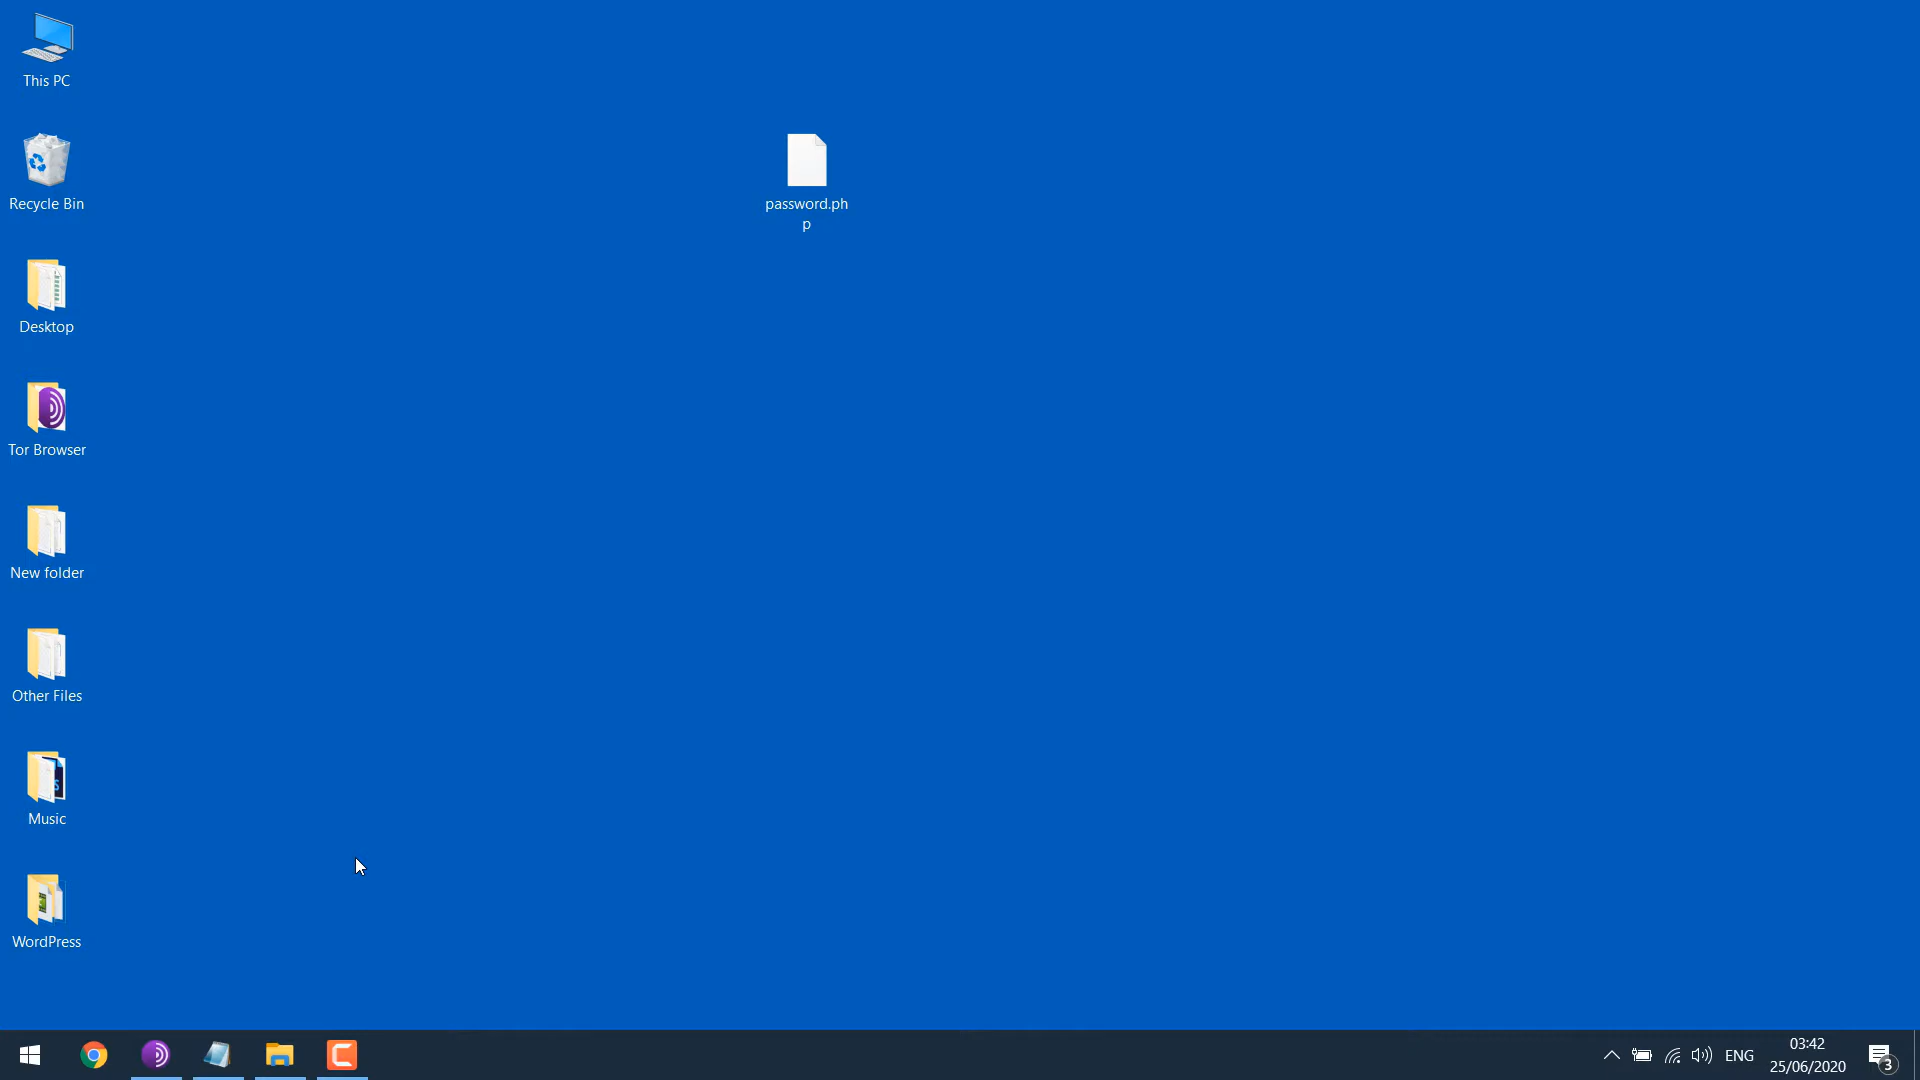 This PC
Recycle Bin
password.ph
p
Desktop
Tor Browser
New folder
Other Files
Music
WordPress
ENG
03:42
25/06/2020
3